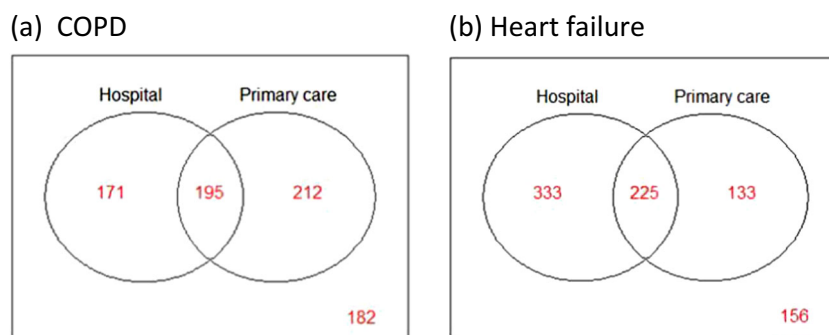 (a) COPD
Hospital Primary care
171 195 212
182
(b) Heart failure
Hospital Primary care
333 225 133
156